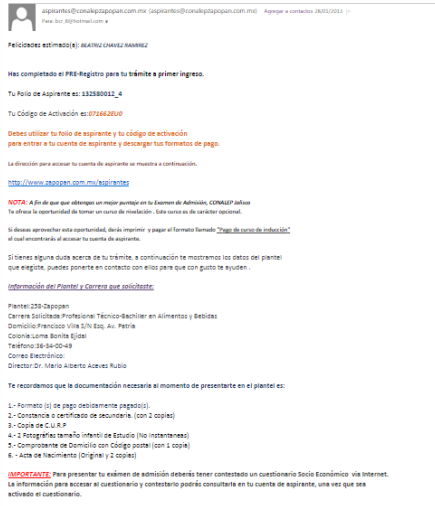 aspirantes@conalepzapopan.com.mx (aspirantes@conalepzapopan.com.mx) Agregar a contactos 28/05/2013
Para: bcr_8@hotmail.com
Felicidades estimado(a): BEATRIZ CHAVEZ RAMIREZ
Has completado el PRE-Registro para tu trámite a primer ingreso.
Tu Folio de Aspirante es: 132580012_4
Tu Código de Activación es:071662EU0
Debes utilizar tu folio de aspirante y tu código de activación
para entrar a tu cuenta de aspirante y descargar tus formatos de pago.
La dirección para accesar tu cuenta de aspirante se muestra a continuación.
http://www.zapopan.com.mx/aspirantes
NOTA: A fin de que que obtengas un mejor puntaje en tu Examen de Admisión, CONALEP Jalisco
Te ofrece la oportunidad de tomar un curso de nivelación . Este curso es de carácter opcional.
Si deseas aprovechar esta oportunidad, derás imprimir y pagar el formato llamado "Pago de curso de inducción"
el cual encontrarás al accesar tu cuenta de aspirante.
Si tienes alguna duda acerca de tu trámite, a continuación te mostramos los datos del plantel
que elegiste, puedes ponerte en contacto con ellos para que con gusto te ayuden .
Información del Plantel y Carrera que solicitaste:
Plantel:258-Zapopan
Carrera Solicitada:Profesional Técnico-Bachiller en Alimentos y Bebidas
Domicilio:Francisco Villa S/N Esq. Av. Patria
Colonia:Loma Bonita Ejidal
Teléfono:36-34-00-49
Correo Electrónico:
Director:Dr. Mario Alberto Aceves Rubio
Te recordamos que la documentación necesaria al momento de presentarte en el plantel es:
1.- Formato (s) de pago debidamente pagado(s).
2.- Constancia o certificado de secundaria. (con 2 copias)
3.- Copia de C.U.R.P
4.- 2 Fotografías tamaño infantil de Estudio (No instantaneas)
5.- Comprobante de Domicilio con Código postal (con 1 copia)
6. - Acta de Nacimiento (Original y 2 copias)
IMPORTANTE: Para presentar tu exámen de admisión deberás tener contestado un cuestionario Socio Económico via Internet.
La información para accesar al cuestionario y contestarlo podrás consultarla en tu cuenta de aspirante, una vez que sea
activado el cuestionario.